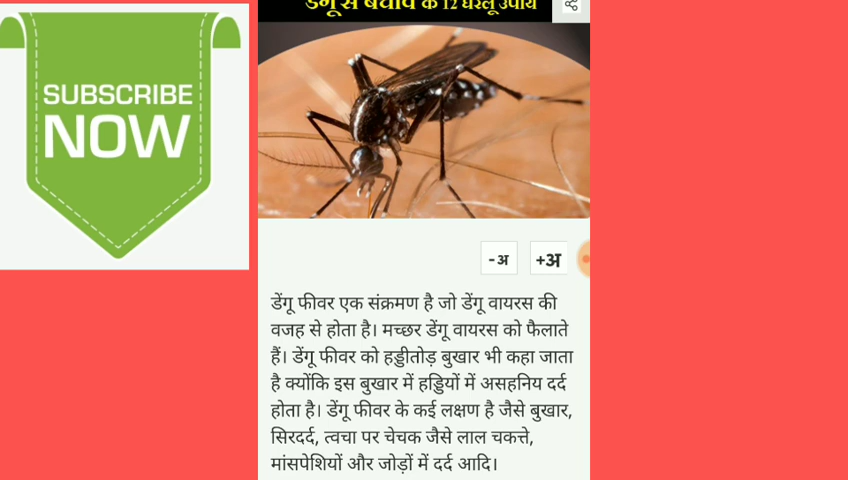 SUBSCRIBE
NOW
डेंगू से बचाव के 12 घरेलू उपाय
-अ
+अ
डेंगू फीवर एक संक्रमण है जो डेंगू वायरस की
वजह से होता है। मच्छर डेंगू वायरस को फैलाते
हैं। डेंगू फीवर को हड्डीतोड़ बुखार भी कहा जाता
है क्योंकि इस बुखार में हड्डियों में असहनिय दर्द
होता है। डेंगू फीवर के कई लक्षण है जैसे बुखार,
सिरदर्द, त्वचा पर चेचक जैसे लाल चकत्ते,
मांसपेशियों और जोड़ों में दर्द आदि।